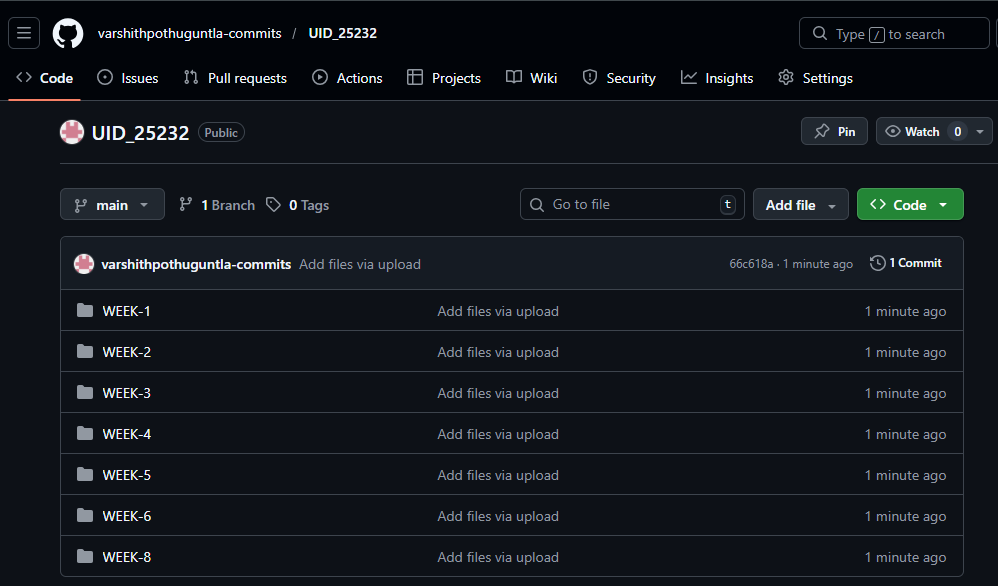 varshithpothuguntla-commits / UID_25232 Type / to search
Code Issues Pull requests Actions Projects Wiki Security Insights Settings
UID_25232 Public Pin Watch 0
main 1 Branch 0 Tags Go to file t Add file Code
varshithpothuguntla-commits Add files via upload 66c618a · 1 minute ago 1 Commit
WEEK-1 Add files via upload 1 minute ago
WEEK-2 Add files via upload 1 minute ago
WEEK-3 Add files via upload 1 minute ago
WEEK-4 Add files via upload 1 minute ago
WEEK-5 Add files via upload 1 minute ago
WEEK-6 Add files via upload 1 minute ago
WEEK-8 Add files via upload 1 minute ago